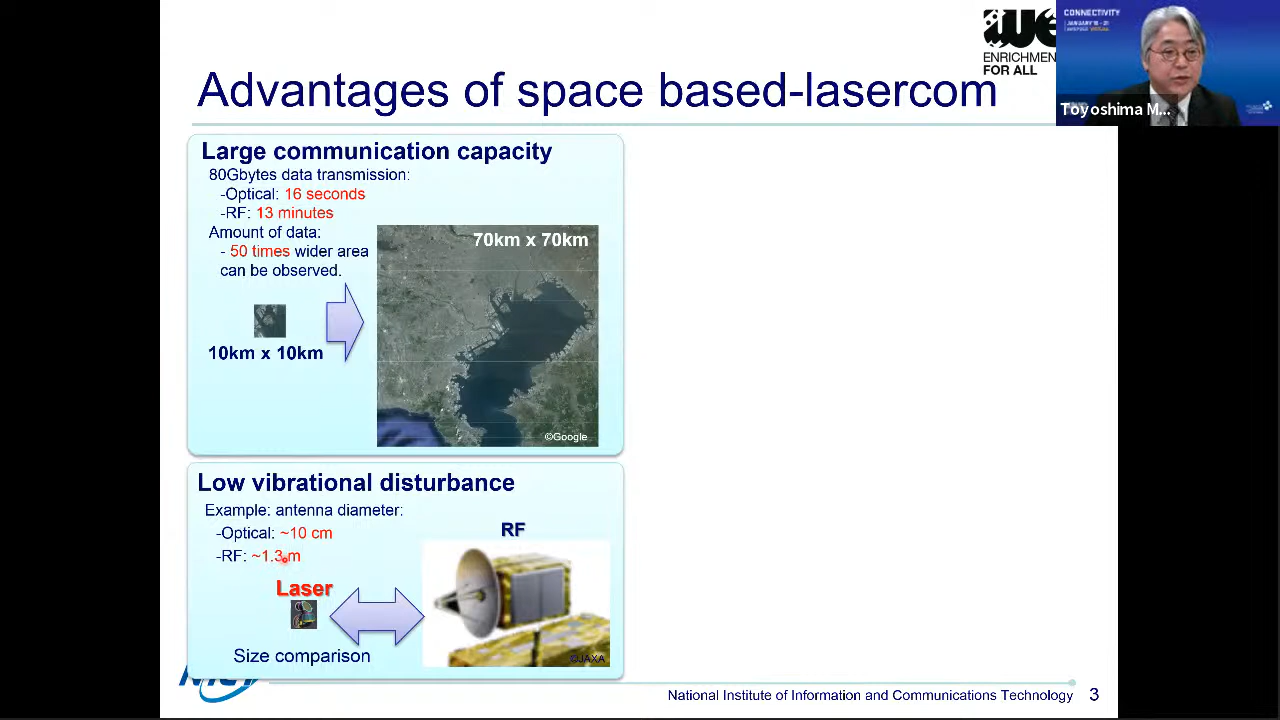 Advantages of space based-lasercom
ENRICHMEN
FOR ALL
CONNECTIVITY
Toyoshima M...
Large communication capacity
80Gbytes data transmission:
-Optical: 16 seconds
-RF: 13 minutes
Amount of data:
- 50 times wider area
can be observed.
10km x 10km
70km x 70km
©Google
Low vibrational disturbance
Example: antenna diameter:
-Optical: ~10 cm
-RF: ~1.3 m
Laser
RF
Size comparison
©JAXA
National Institute of Information and Communications Technology 3